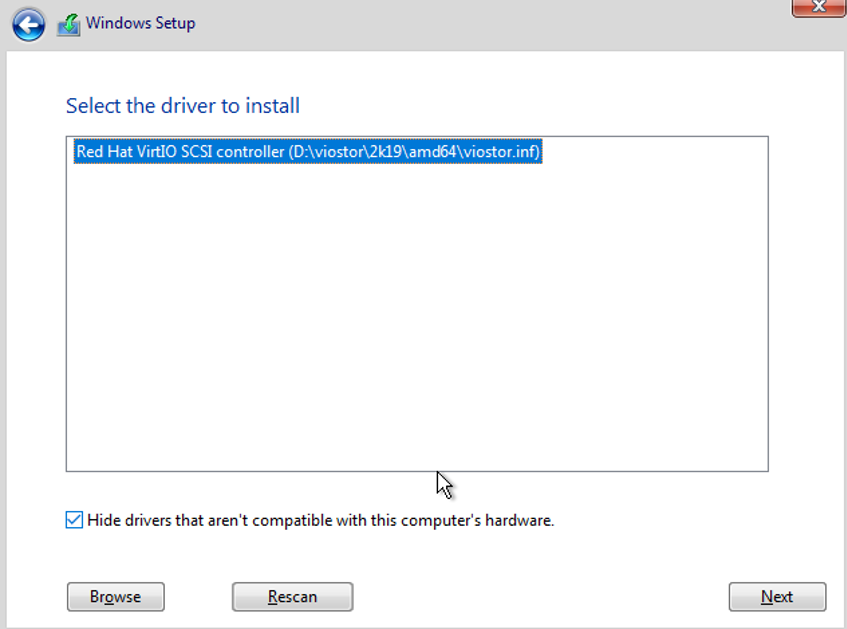 Windows Setup
Select the driver to install
Red Hat VirtIO SCSI controller (D:\viostor\2k19\amd64\viostor.inf)
Hide drivers that aren't compatible with this computer's hardware.
Browse
Rescan
Next